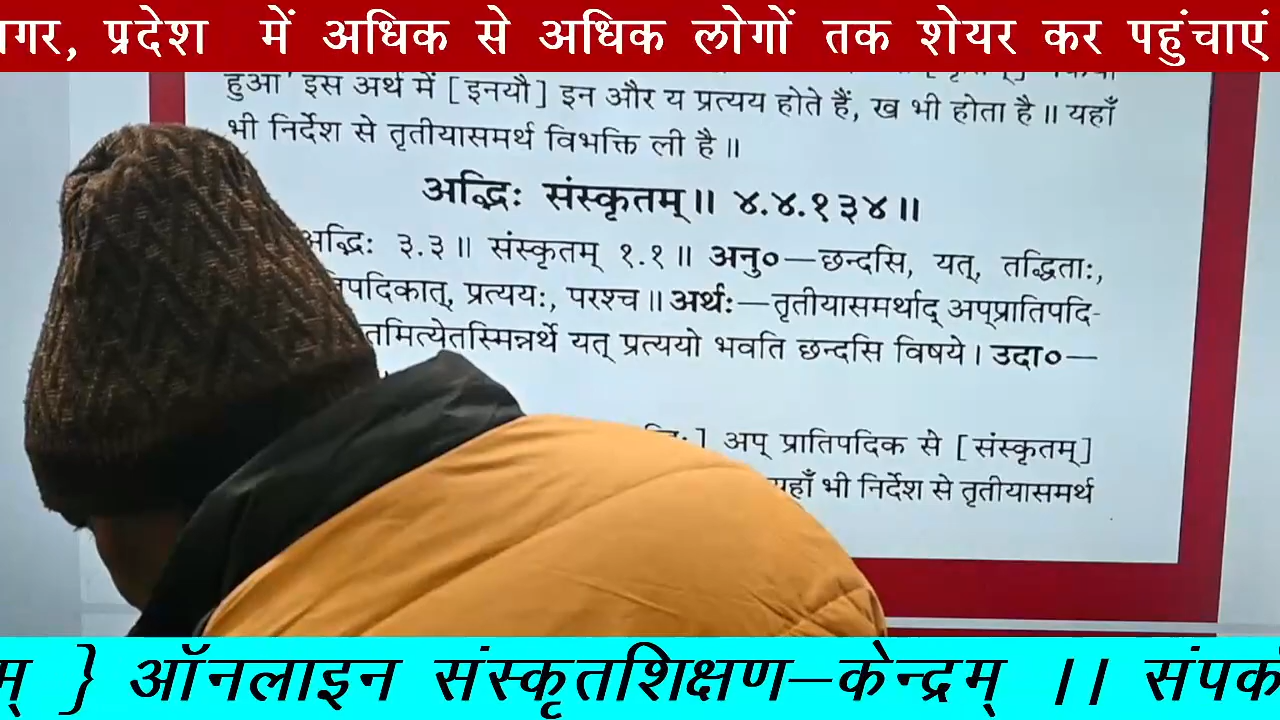 गर, प्रदेश में अधिक से अधिक लोगों तक शेयर कर पहुंचाएं
हुआ' इस अर्थ में [इनयौ] इन और य प्रत्यय होते हैं, ख भी होता है॥ यहाँ
भी निर्देश से तृतीयासमर्थ विभक्ति ली है॥
अद्भिः संस्कृतम्॥ ४.४.१३४॥
अद्भिः ३.३॥ संस्कृतम् १.१॥ अनु०—छन्दसि, यत्, तद्धिताः,
पदिकात्, प्रत्ययः, परश्च॥ अर्थः—तृतीयासमर्थाद् अप्प्रातिपदि-
तमित्येतस्मिन्नर्थे यत् प्रत्ययो भवति छन्दसि विषये। उदा०—
] अप् प्रातिपदिक से [संस्कृतम्]
यहाँ भी निर्देश से तृतीयासमर्थ
म् } ऑनलाइन संस्कृतशिक्षण–केन्द्रम् ।। संपर्क